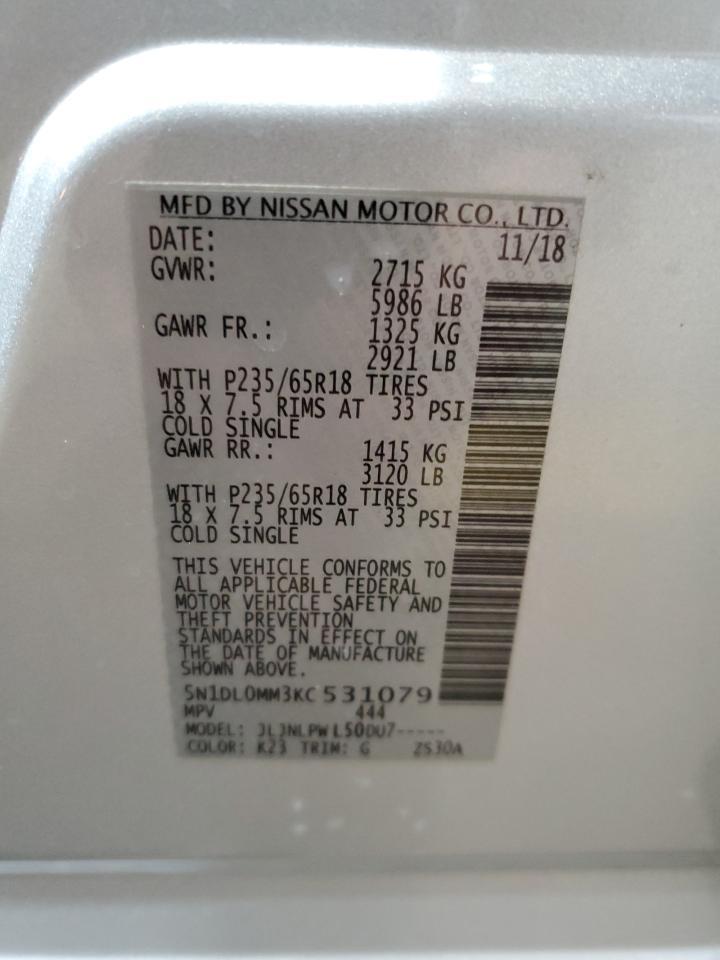 MFD BY NISSAN MOTOR CO., LTD.
DATE: 11/18
GVWR: 2715 KG
5986 LB
GAWR FR.: 1325 KG
2921 LB
WITH P235/65R18 TIRES
18 X 7.5 RIMS AT 33 PSI
COLD SINGLE
GAWR RR.: 1415 KG
3120 LB
WITH P235/65R18 TIRES
18 X 7.5 RIMS AT 33 PSI
COLD SINGLE
THIS VEHICLE CONFORMS TO
ALL APPLICABLE FEDERAL
MOTOR VEHICLE SAFETY AND
THEFT PREVENTION
STANDARDS IN EFFECT ON
THE DATE OF MANUFACTURE
SHOWN ABOVE.
5N1DL0MM3KC531079
MPV 444
MODEL: JLJNLPWL50DU7-----
COLOR: K23 TRIM: G ZS30A